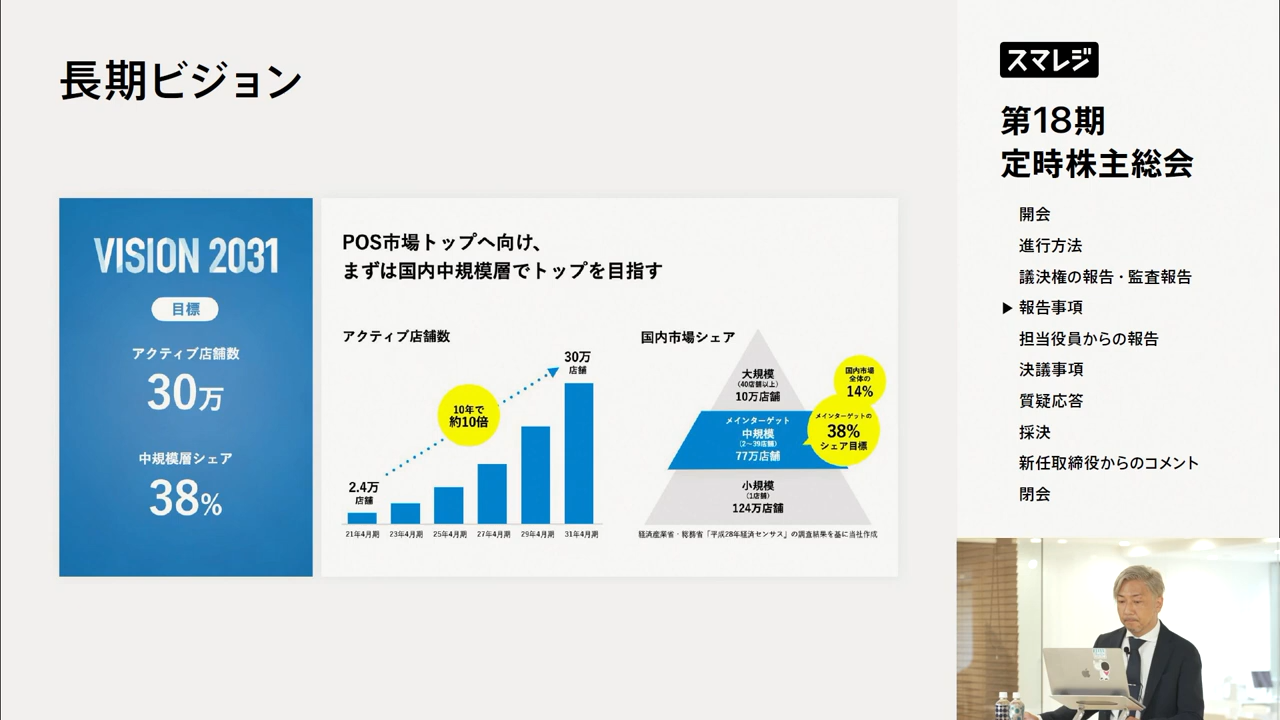 長期ビジョン
VISION 2031
目標
アクティブ店舗数
30万
中規模層シェア
38%
POS市場トップへ向け、
まずは国内中規模層でトップを目指す
アクティブ店舗数
30万
店舗
10年で
約10倍
2.4万
店舗
21年4月期
23年4月期
25年4月期
27年4月期
29年4月期
31年4月期
国内市場シェア
大規模
(40店舗以上)
10万店舗
国内市場
全体の
14%
メインターゲット
中規模
(2〜39店舗)
77万店舗
メインターゲットの
38%
シェア目標
小規模
(1店舗)
124万店舗
経済産業省・総務省「平成28年経済センサス」の調査結果を基に当社作成
スマレジ
第18期
定時株主総会
開会
進行方法
議決権の報告・監査報告
▶ 報告事項
担当役員からの報告
決議事項
質疑応答
採決
新任取締役からのコメント
閉会